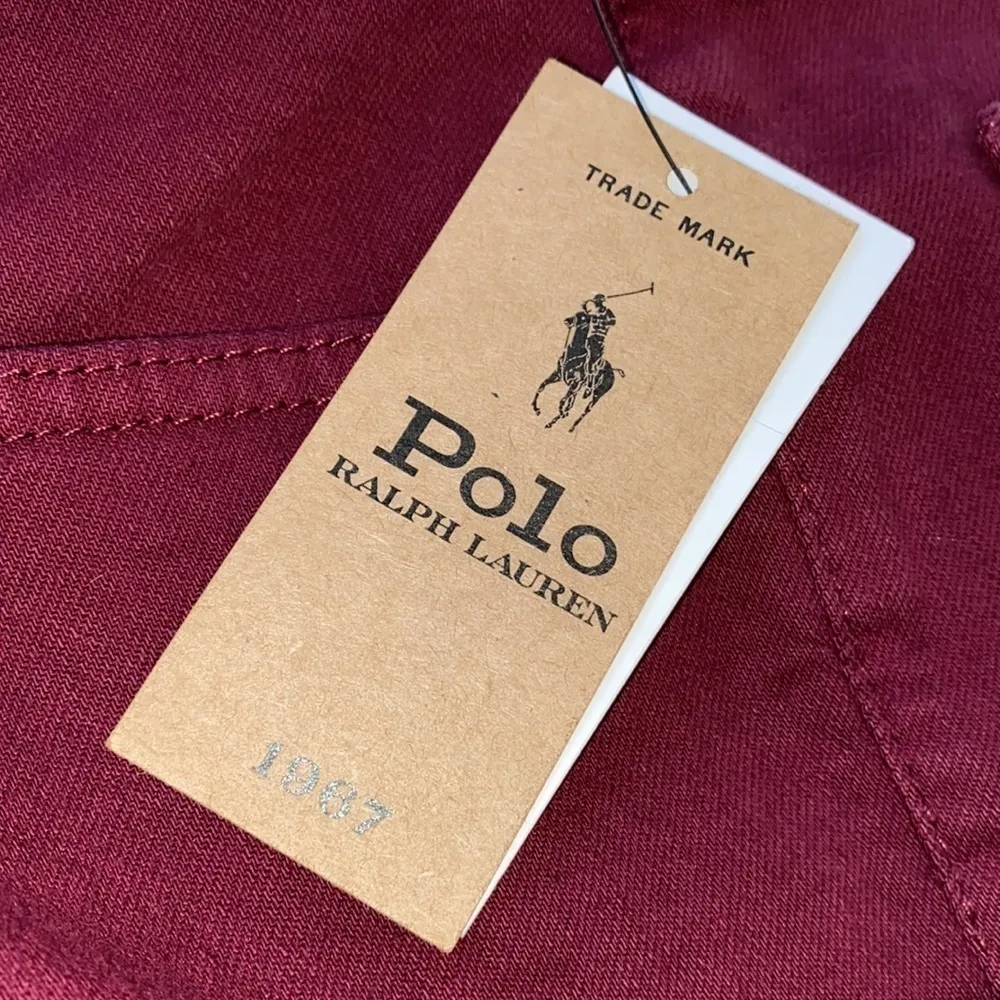 TRADE MARK
Polo
RALPH LAUREN
1967